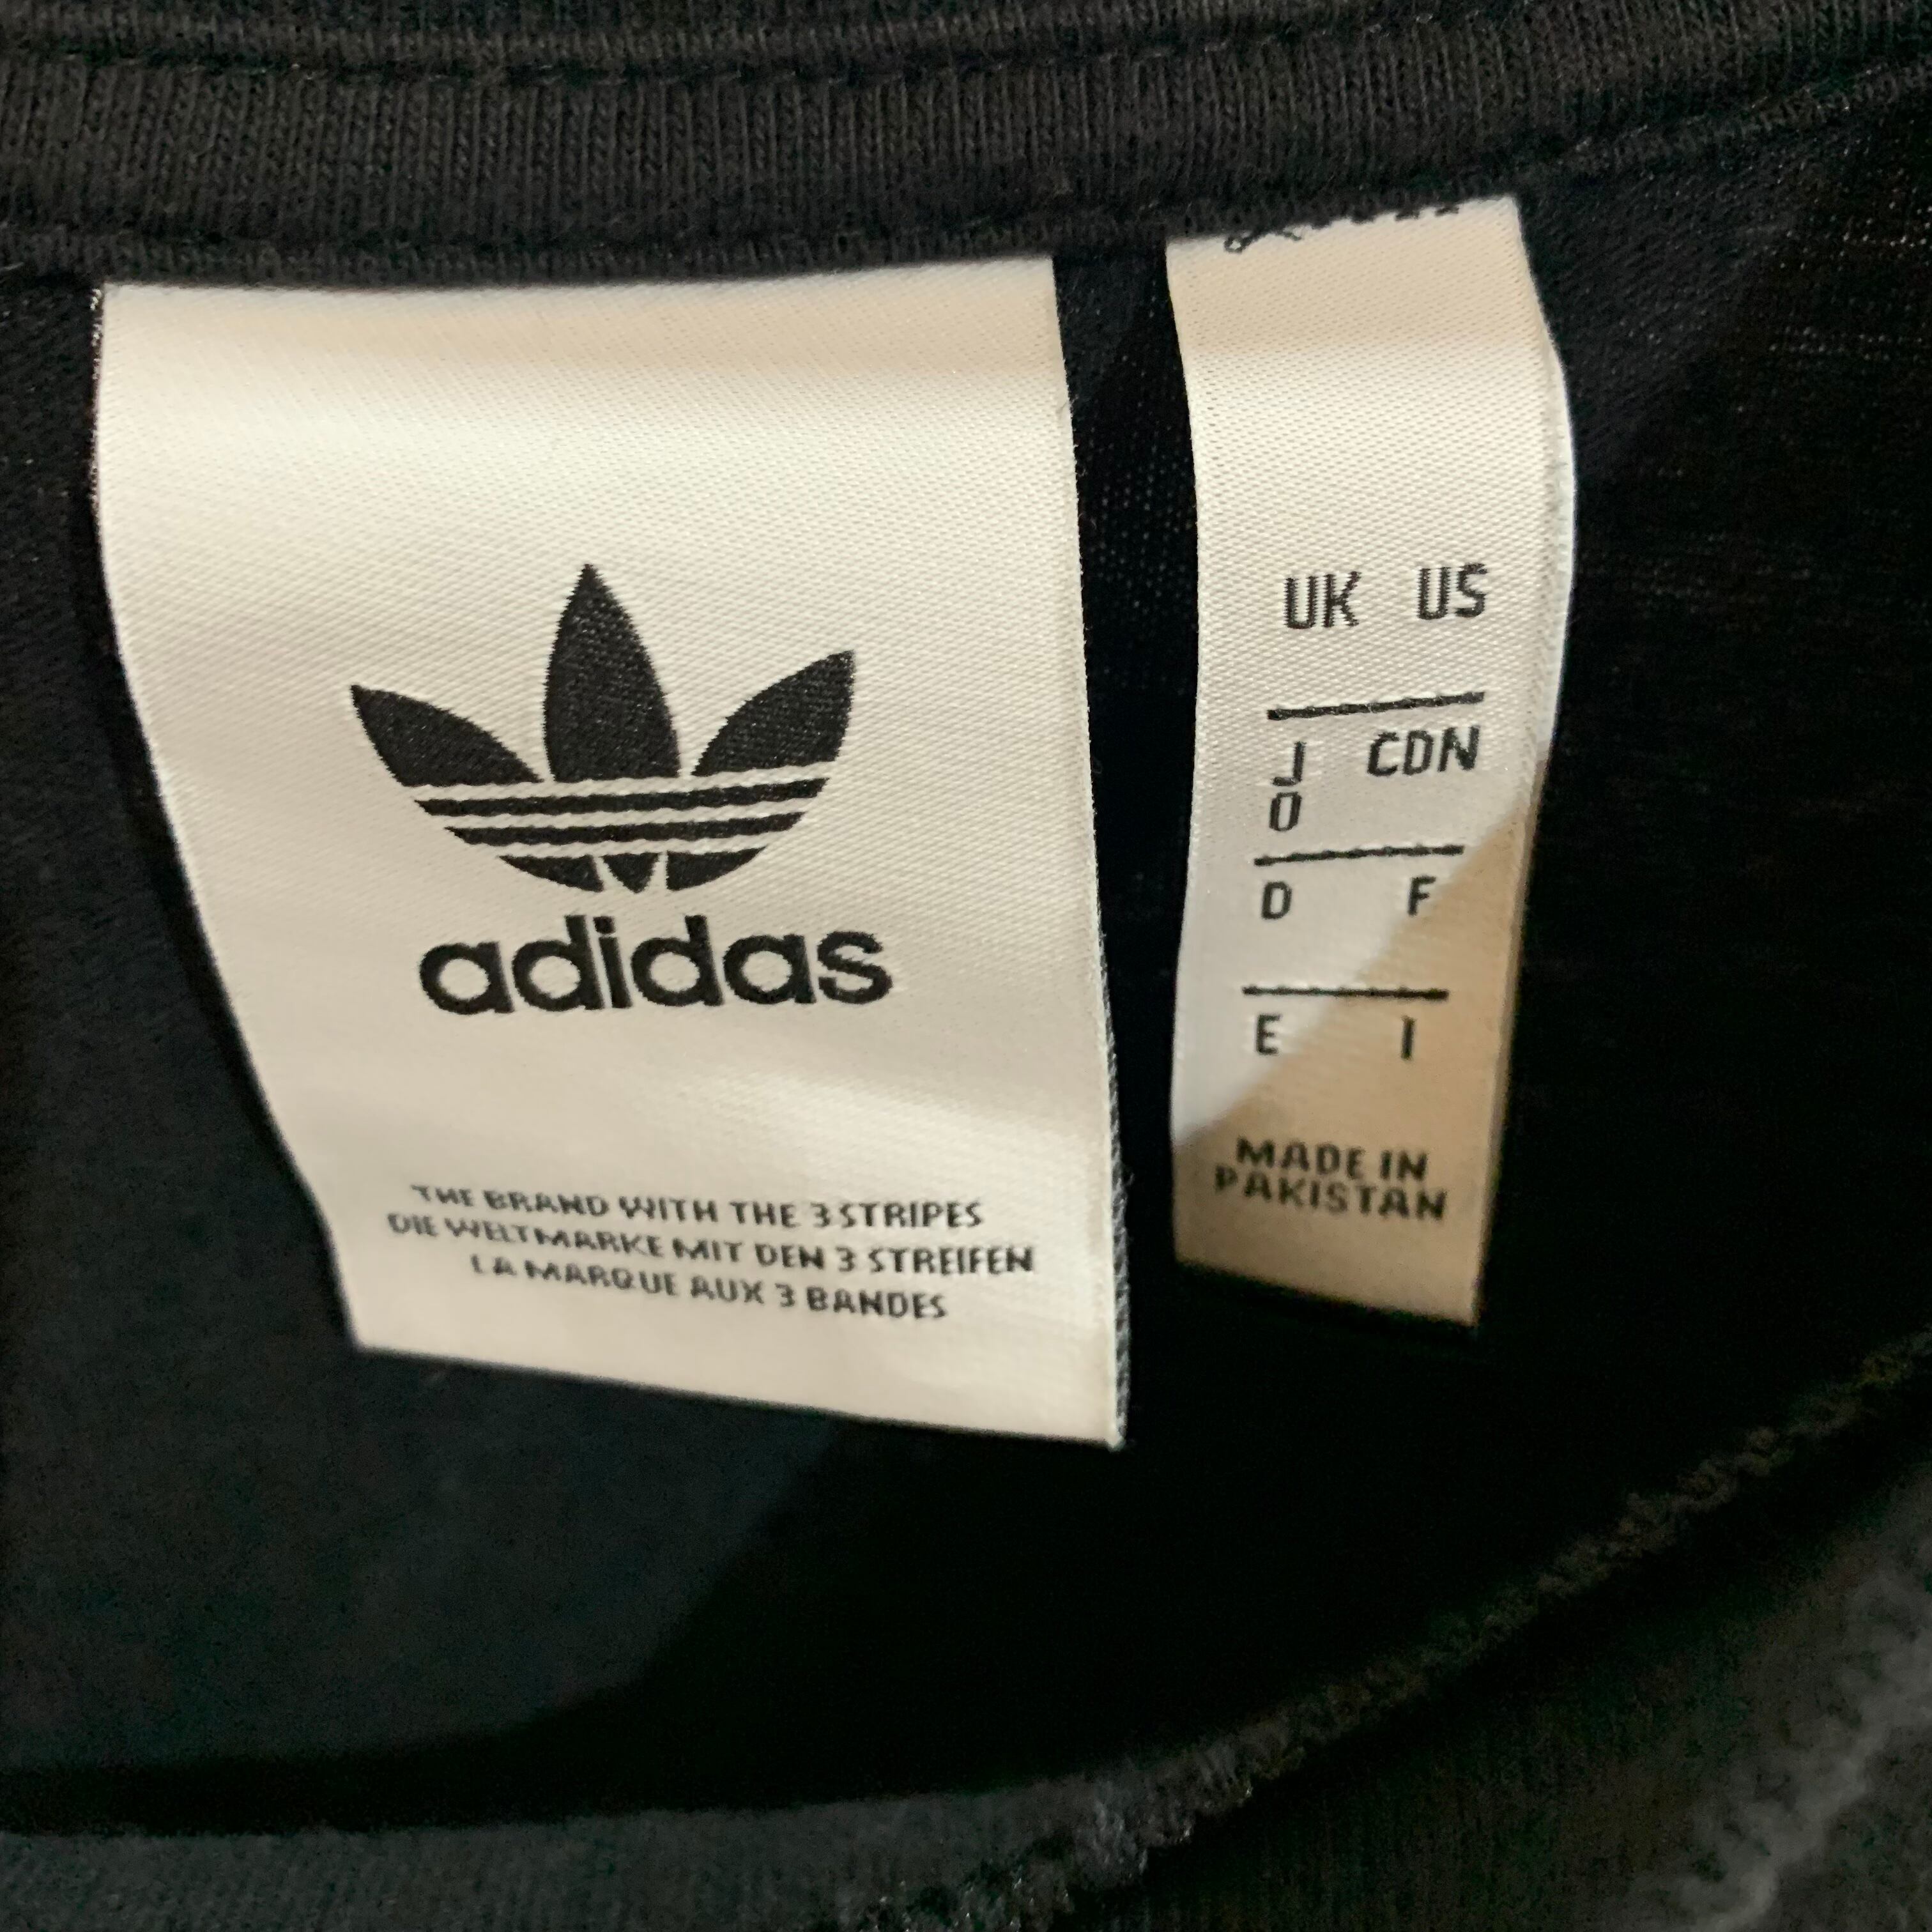 adidas
THE BRAND WITH THE 3 STRIPES
DIE WELTMARKE MIT DEN 3 STREIFEN
LA MARQUE AUX 3 BANDES
UK US
J CDN
O
D F
E I
MADE IN
PAKISTAN